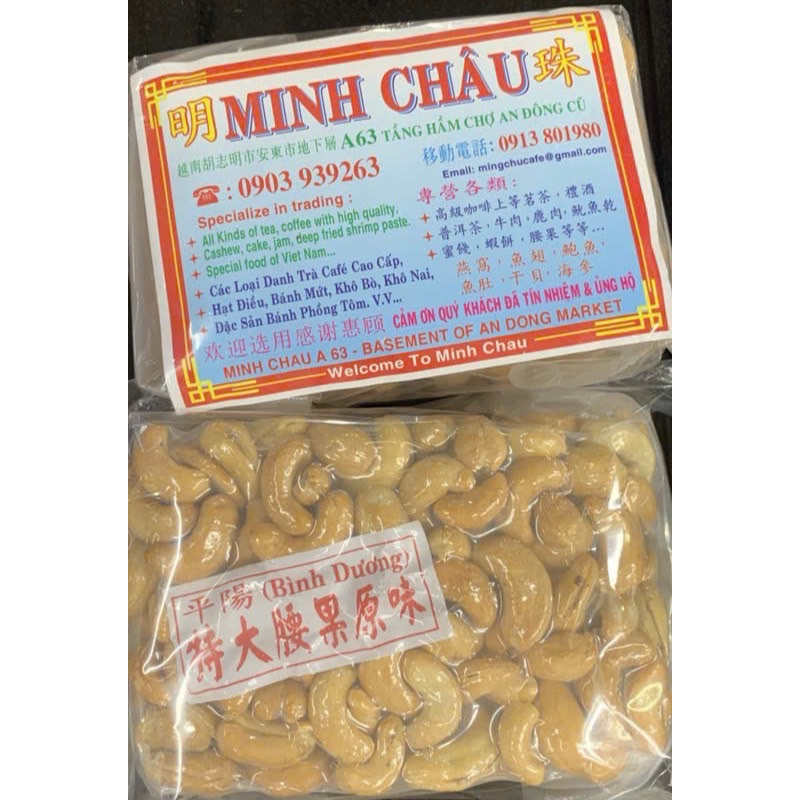 明 MINH CHÂU 珠
越南胡志明市安東市地下層 A63 TẦNG HẦM CHỢ AN ĐÔNG CŨ
☎ : 0903 939263
移動電話: 0913 801980
Email: mingchucafe@gmail.com
Specialize in trading :
All Kinds of tea, coffee with high quality.
Cashew, cake, jam, deep fried shrimp paste.
Special food of Viet Nam...
Các Loại Danh Trà Café Cao Cấp,
Hạt Điều, Bánh Mứt, Khô Bò, Khô Nai,
Đặc Sản Bánh Phồng Tôm. V.V...
專營各類:
高級咖啡上等茗茶, 禮酒
普洱茶, 牛肉, 鹿肉, 魷魚乾
蜜餞, 蝦餅, 腰果等等...
燕窩, 魚翅, 鮑魚,
魚肚, 干貝, 海參
欢迎选用感谢惠顾 CẢM ƠN QUÝ KHÁCH ĐÃ TÍN NHIỆM & ỦNG HỘ
MINH CHAU A 63 - BASEMENT OF AN DONG MARKET
Welcome To Minh Chau
平陽 (Bình Dương)
特大腰果原味